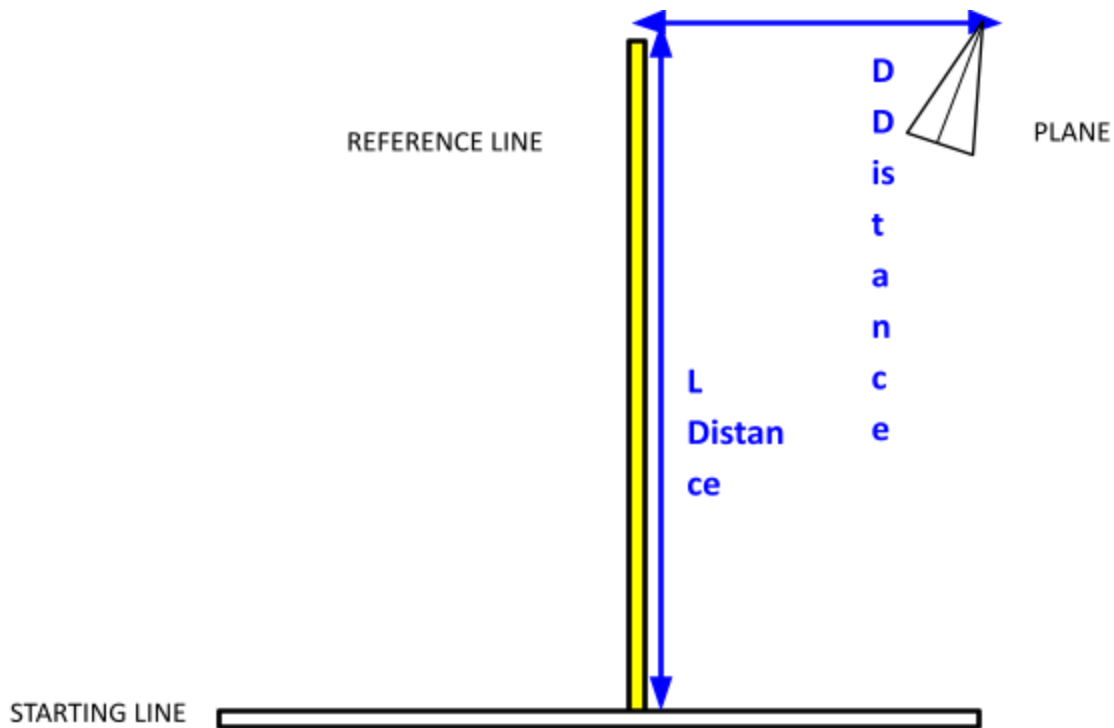 REFERENCE LINE
D
D
is
t
a
n
c
e
PLANE
L
Distan
ce
STARTING LINE